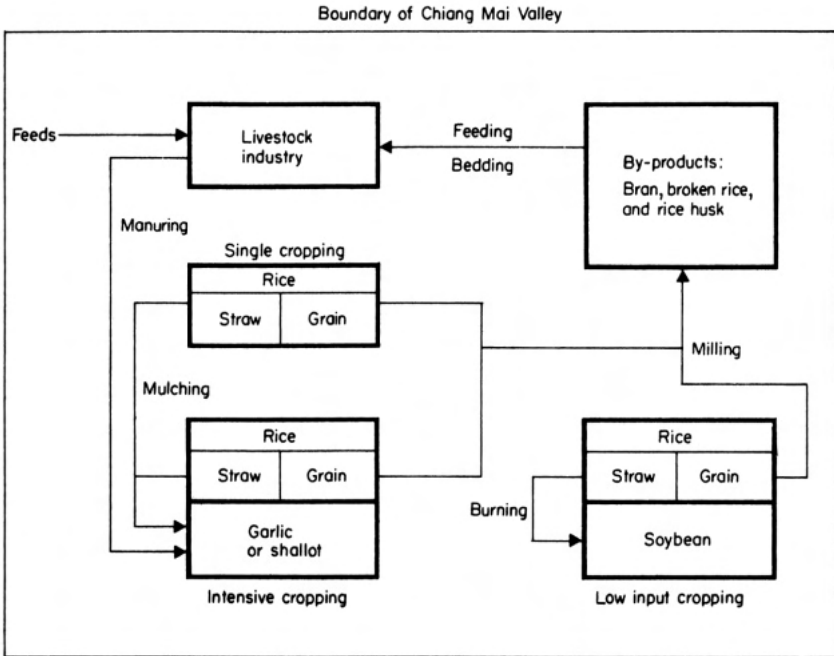 Boundary of Chiang Mai Valley
Feeds
Livestock
industry
Feeding
Bedding
By-products:
Bran, broken rice,
and rice husk
Manuring
Single cropping
Rice
Straw
Grain
Milling
Mulching
Rice
Straw
Grain
Garlic
or shallot
Intensive cropping
Rice
Straw
Grain
Burning
Soybean
Low input cropping